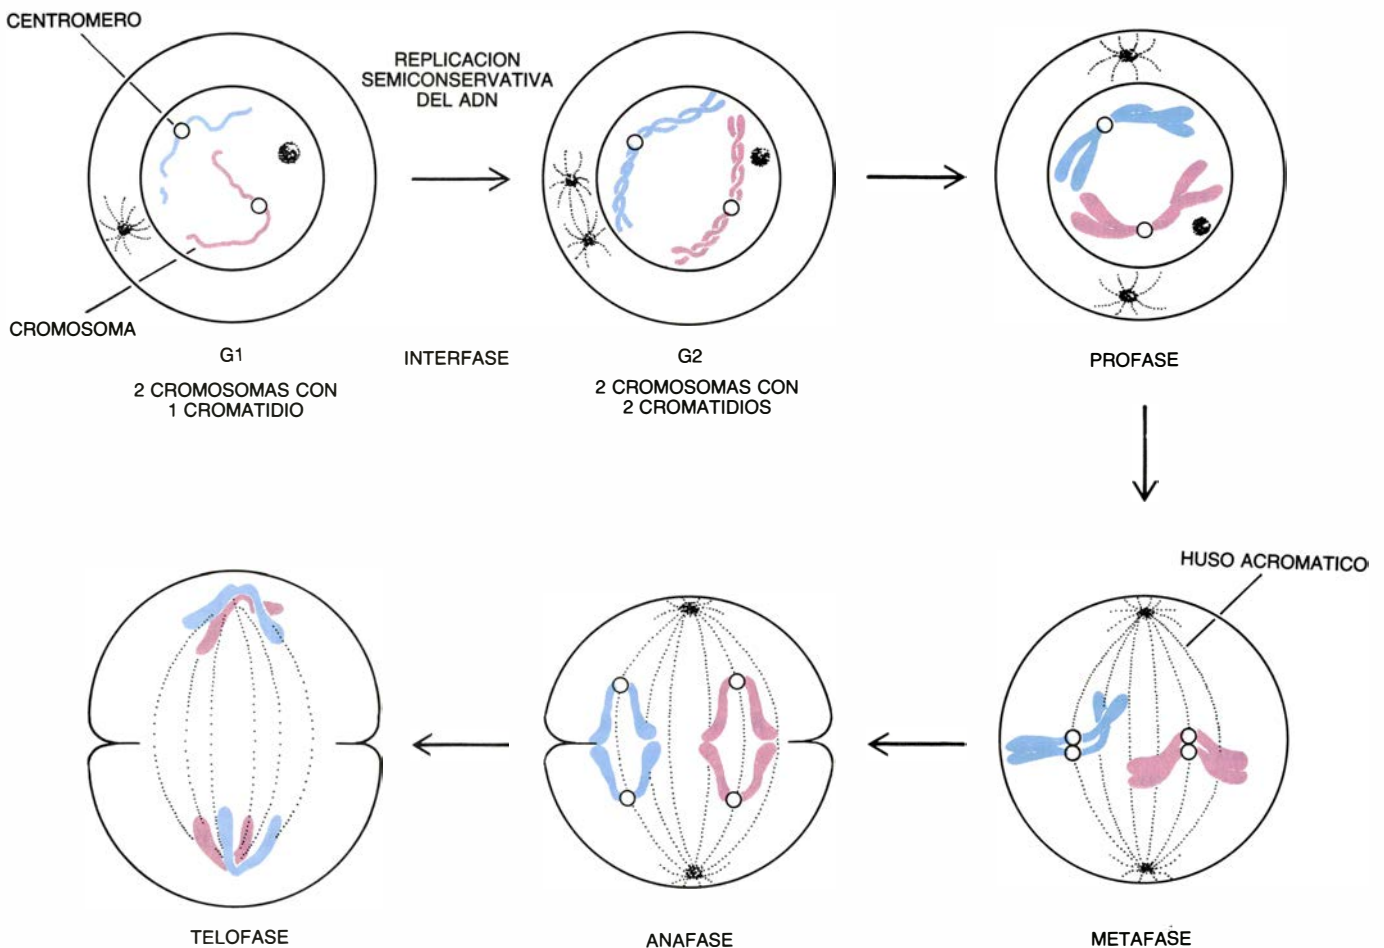 CENTROMERO
REPLICACION
SEMICONSERVATIVA
DEL ADN
CROMOSOMA
G1
INTERFASE
G2
PROFASE
2 CROMOSOMAS CON
1 CROMATIDIO
2 CROMOSOMAS CON
2 CROMATIDIOS
HUSO ACROMATICO
TELOFASE
ANAFASE
METAFASE